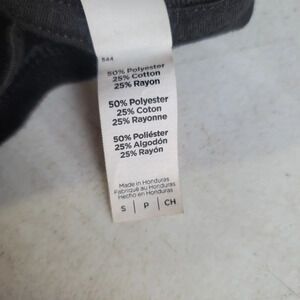 544
50% Polyester
25% Cotton
25% Rayon
50% Polyester
25% Coton
25% Rayonne
50% Poliéster
25% Algodón
25% Rayón
Made in Honduras
Fabriqué au Honduras
Hecho en Honduras
S | P | CH